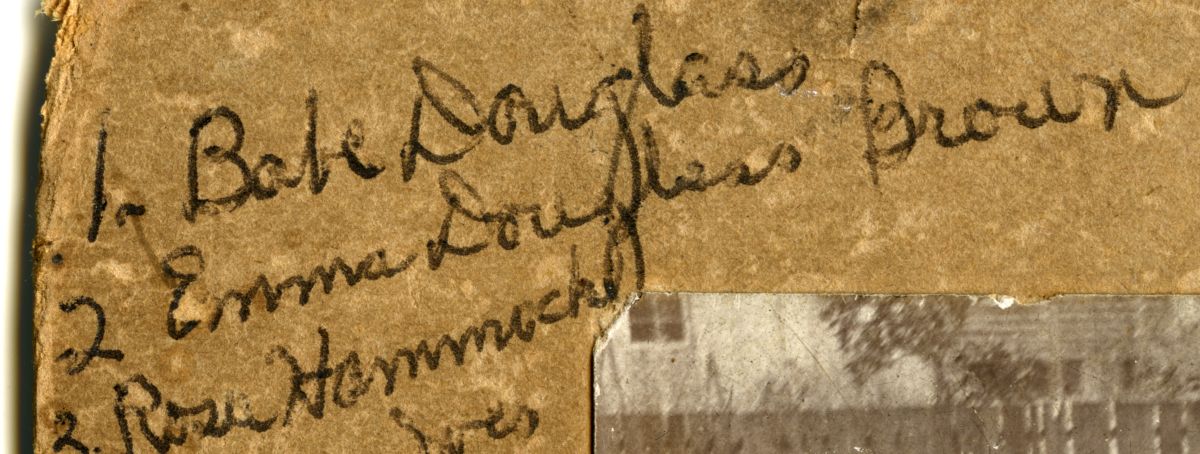 1. Babe Douglass
2 Emma Douglass Brown
3. Rose Hammock